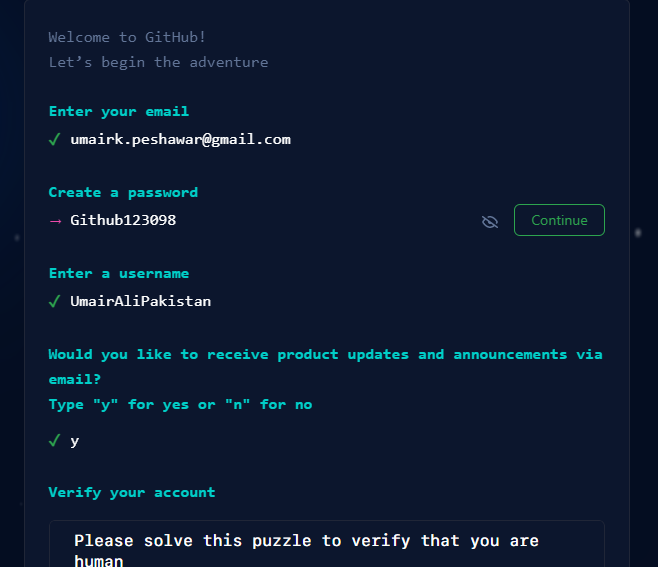 Welcome to GitHub!
Let’s begin the adventure
Enter your email
✓ umairk.peshawar@gmail.com
Create a password
→ Github123098
Continue
Enter a username
✓ UmairAliPakistan
Would you like to receive product updates and announcements via
email?
Type "y" for yes or "n" for no
✓ y
Verify your account
Please solve this puzzle to verify that you are
human